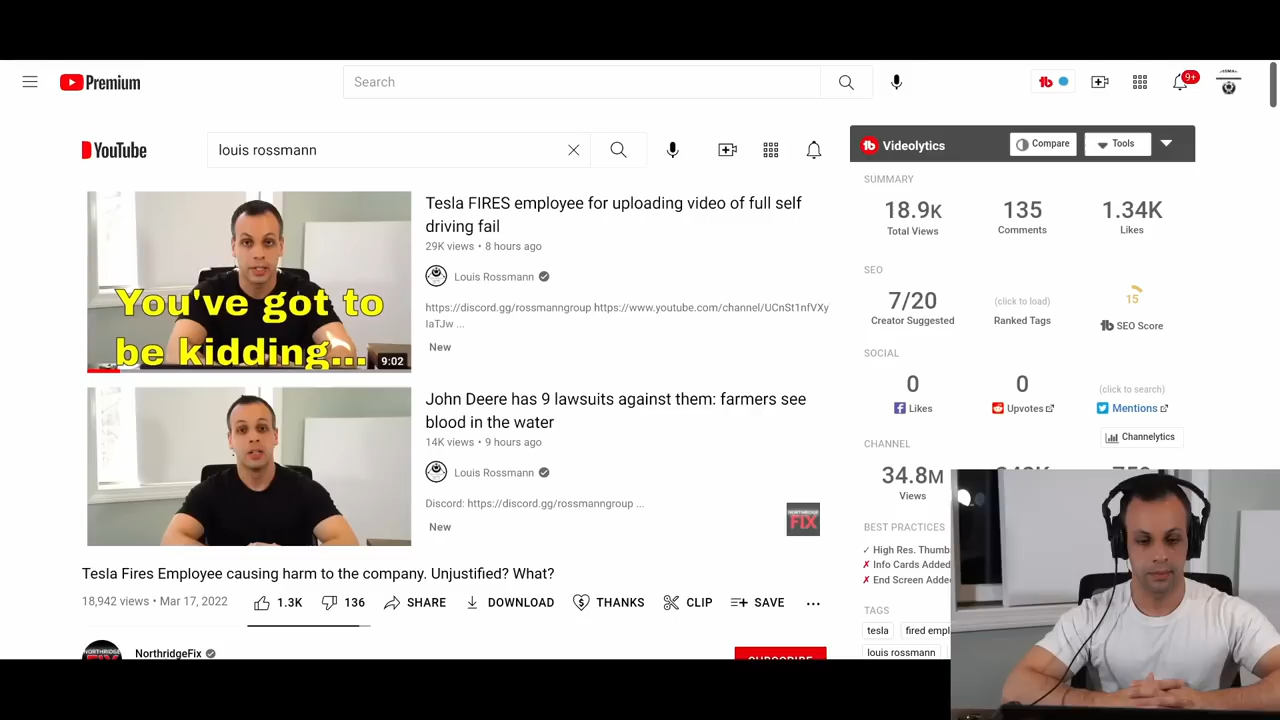 Premium
Search
9+
YouTube
louis rossmann
Videolytics
Compare
Tools
You've got to
be kidding...
9:02
Tesla FIRES employee for uploading video of full self
driving fail
29K views • 8 hours ago
Louis Rossmann
https://discord.gg/rossmanngroup https://www.youtube.com/channel/UCnSt1nfVXy
IaTJw ...
New
John Deere has 9 lawsuits against them: farmers see
blood in the water
14K views • 9 hours ago
Louis Rossmann
Discord: https://discord.gg/rossmanngroup ...
New
NORTHRIDGE
FIX
Tesla Fires Employee causing harm to the company. Unjustified? What?
18,942 views • Mar 17, 2022
1.3K
136
SHARE
DOWNLOAD
THANKS
CLIP
SAVE
NorthridgeFix
SUBSCRIBE
SUMMARY
18.9K
135
1.34K
Total Views
Comments
Likes
SEO
7/20
(click to load)
15
Creator Suggested
Ranked Tags
SEO Score
SOCIAL
0
0
(click to search)
Likes
Upvotes
Mentions
Channelytics
CHANNEL
34.8M
Views
BEST PRACTICES
✓ High Res. Thumb
✗ Info Cards Added
✗ End Screen Adde
TAGS
tesla
fired empl
louis rossmann